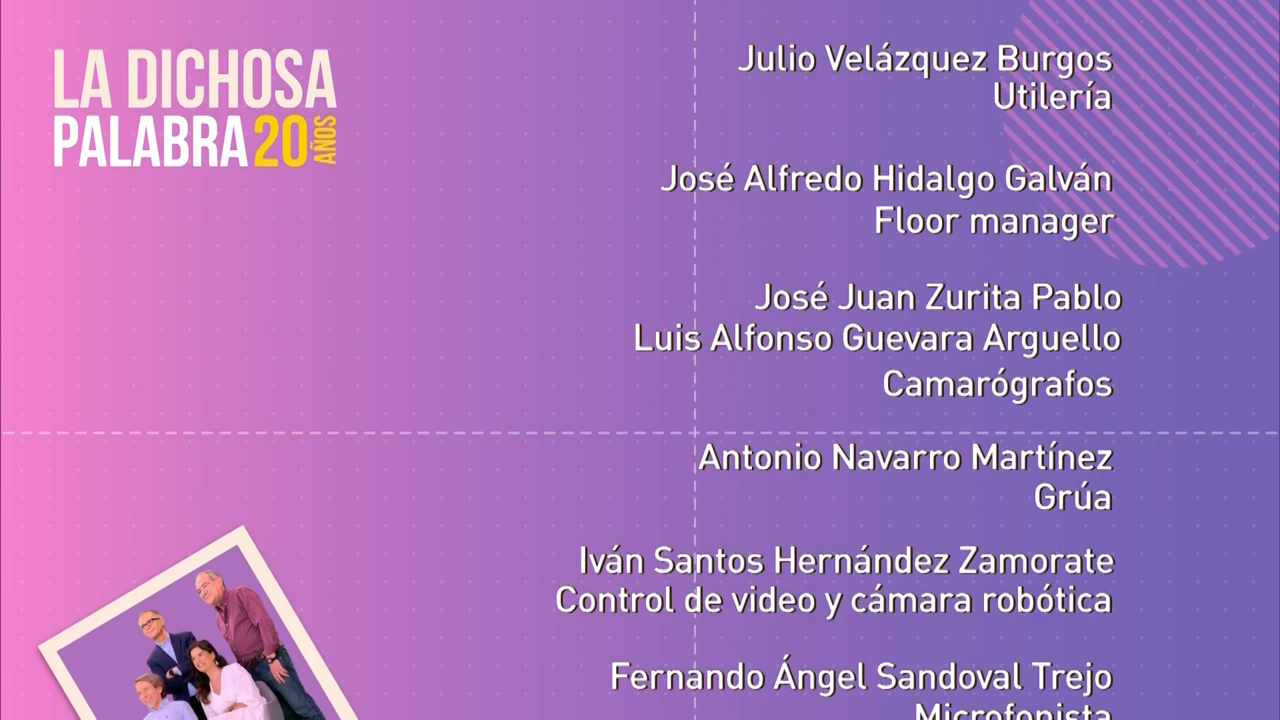 LA DICHOSA
PALABRA 20 AÑOS
Julio Velázquez Burgos
Utilería
José Alfredo Hidalgo Galván
Floor manager
José Juan Zurita Pablo
Luis Alfonso Guevara Arguello
Camarógrafos
Antonio Navarro Martínez
Grúa
Iván Santos Hernández Zamorate
Control de video y cámara robótica
Fernando Ángel Sandoval Trejo
Microfonista